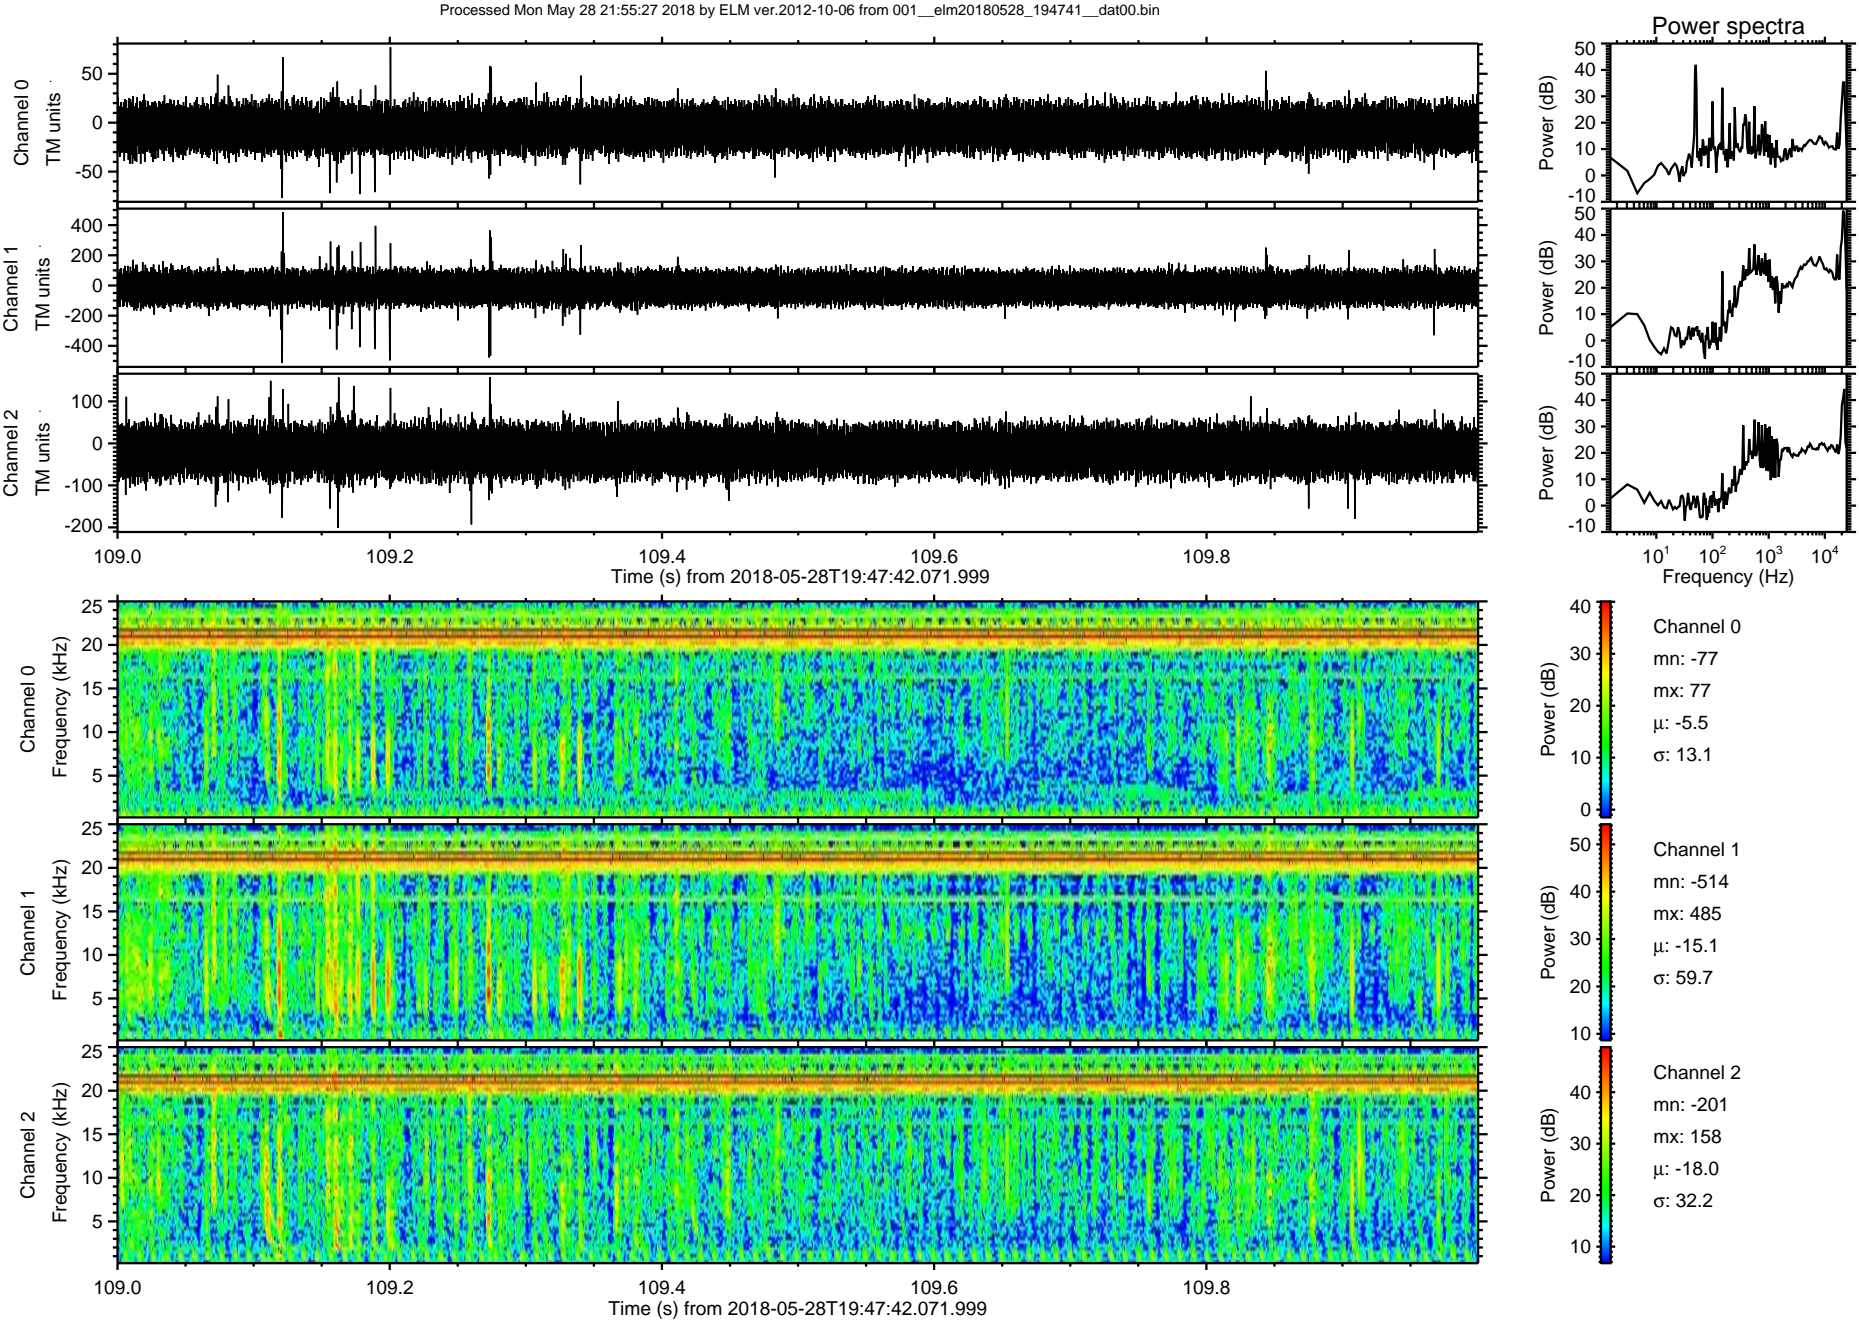 Processed Mon May 28 21:55:27 2018 by ELM ver.2012-10-06 from 001__elm20180528_194741__dat00.bin
Power spectra
Channel 0
TM units
50
0
-50
Power (dB)
50
40
30
20
10
0
-10
Channel 1
TM units
400
200
0
-200
-400
Power (dB)
50
40
30
20
10
0
-10
Channel 2
TM units
100
0
-100
-200
Power (dB)
50
40
30
20
10
0
-10
109.0 109.2 109.4 109.6 109.8
Time (s) from 2018-05-28T19:47:42.071.999
10^1 10^2 10^3 10^4
Frequency (Hz)
Channel 0
Frequency (kHz)
25
20
15
10
5
Power (dB)
40
30
20
10
0
Channel 0
mn: -77
mx: 77
μ: -5.5
σ: 13.1
Channel 1
Frequency (kHz)
25
20
15
10
5
Power (dB)
50
40
30
20
10
Channel 1
mn: -514
mx: 485
μ: -15.1
σ: 59.7
Channel 2
Frequency (kHz)
25
20
15
10
5
Power (dB)
40
30
20
10
Channel 2
mn: -201
mx: 158
μ: -18.0
σ: 32.2
109.0 109.2 109.4 109.6 109.8
Time (s) from 2018-05-28T19:47:42.071.999